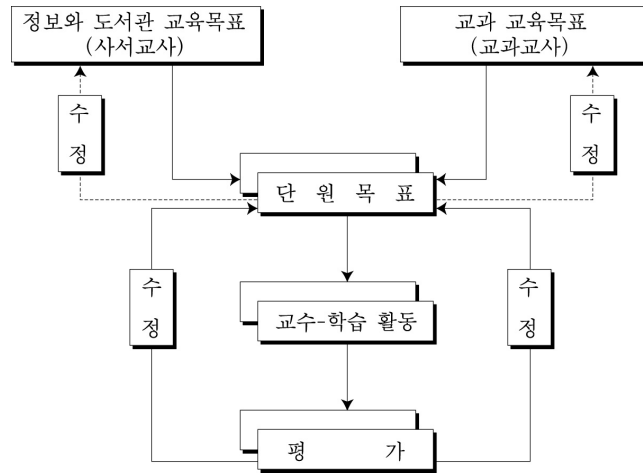 정보와 도서관 교육목표
(사서교사)
교과 교육목표
(교과교사)
수
정
수
정
단 원 목 표
수
정
교수-학습 활동
수
정
평 가